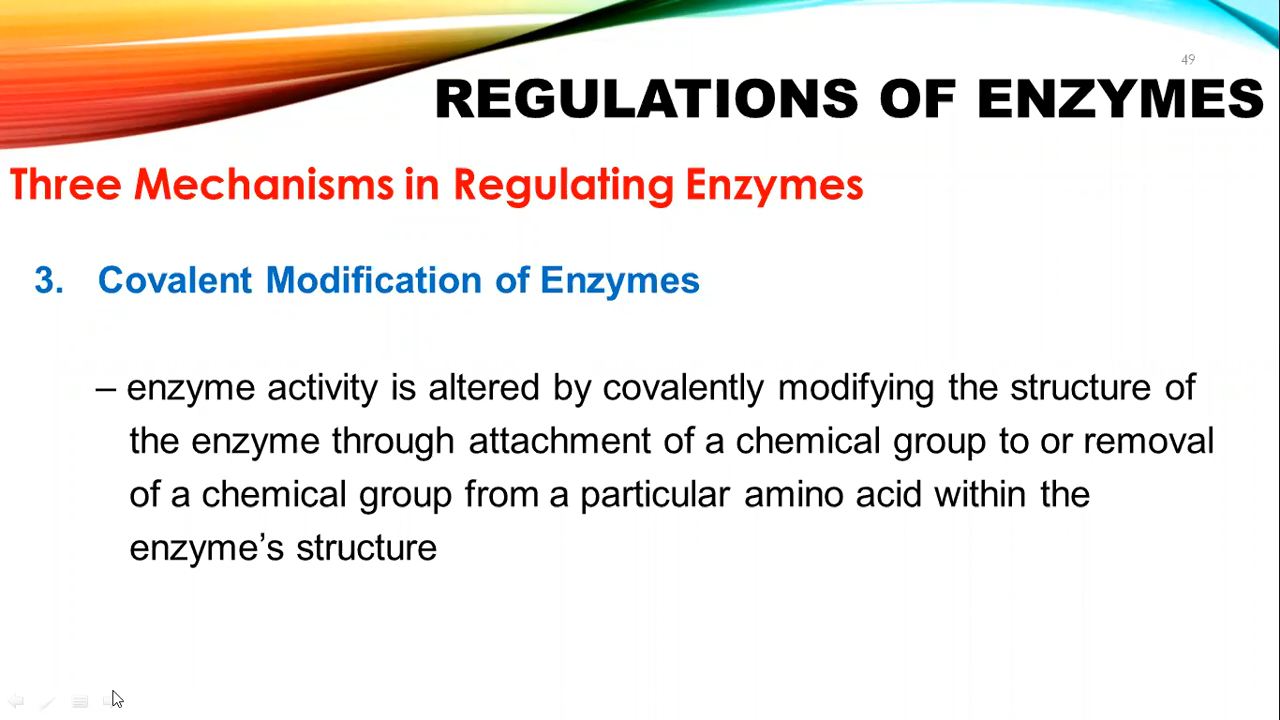 49
REGULATIONS OF ENZYMES
Three Mechanisms in Regulating Enzymes
3. Covalent Modification of Enzymes
– enzyme activity is altered by covalently modifying the structure of
the enzyme through attachment of a chemical group to or removal
of a chemical group from a particular amino acid within the
enzyme’s structure